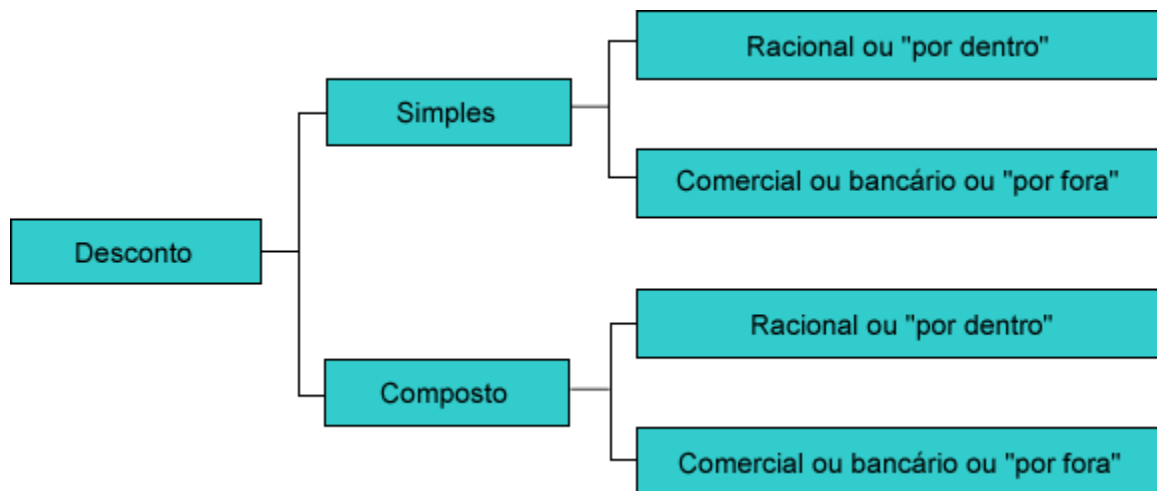 Racional ou "por dentro"
Simples
Comercial ou bancário ou "por fora"
Desconto
Racional ou "por dentro"
Composto
Comercial ou bancário ou "por fora"